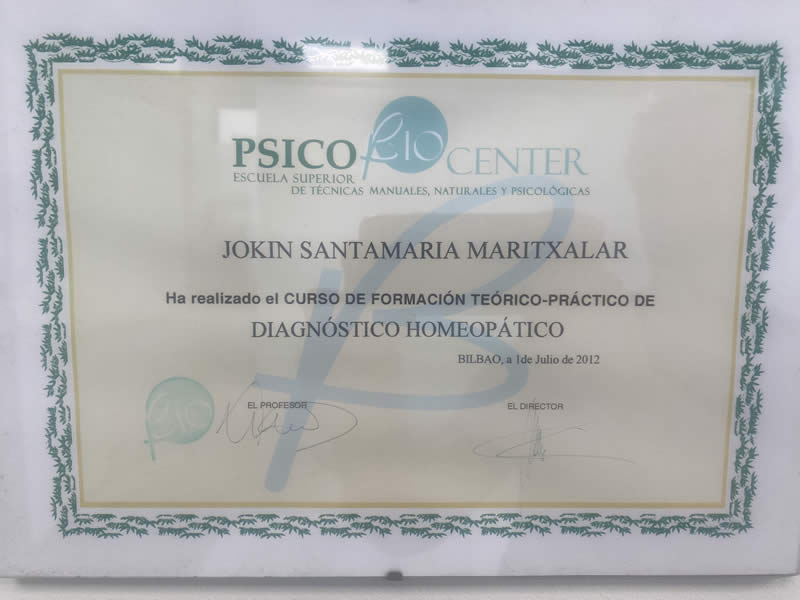 PSICO BIO CENTER
ESCUELA SUPERIOR
DE TÉCNICAS MANUALES, NATURALES Y PSICOLÓGICAS
JOKIN SANTAMARIA MARITXALAR
Ha realizado el CURSO DE FORMACIÓN TEÓRICO-PRÁCTICO DE
DIAGNÓSTICO HOMEOPÁTICO
BILBAO, a 1de Julio de 2012
EL PROFESOR
EL DIRECTOR
BIO